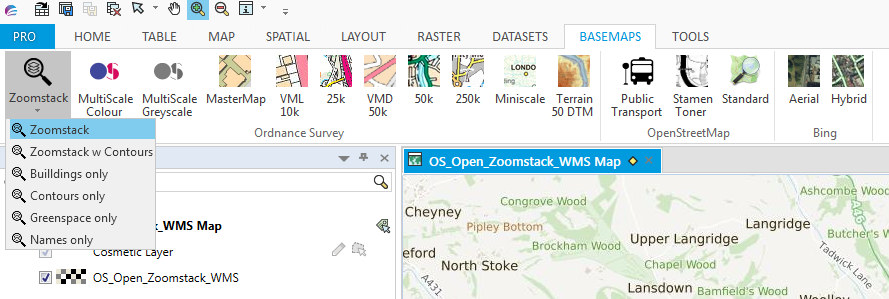 PRO HOME TABLE MAP SPATIAL LAYOUT RASTER DATASETS BASEMAPS TOOLS
Zoomstack
MultiScale Colour
MultiScale Greyscale
MasterMap
VML 10k
25k
VMD 50k
50k
250k
LONDO
ling
Miniscale
Terrain 50 DTM
Public Transport
Stamen Toner
Standard
Aerial
Hybrid
Ordnance Survey
OpenStreetMap
Bing
Zoomstack
Zoomstack w Contours
Builldings only
Contours only
Greenspace only
Names only
_WMS Map
Cosmetic Layer
OS_Open_Zoomstack_WMS
OS_Open_Zoomstack_WMS Map
Congrove Wood
Ashcombe Wood
Cheyney
Pipley Bottom
Langridge
Butcher's W
Upper Langridge
Brockham Wood
eford
North Stoke
Chapel Wood
Tadwick Lane
A431
Lansdown
Bamfield's Wood
Woolley